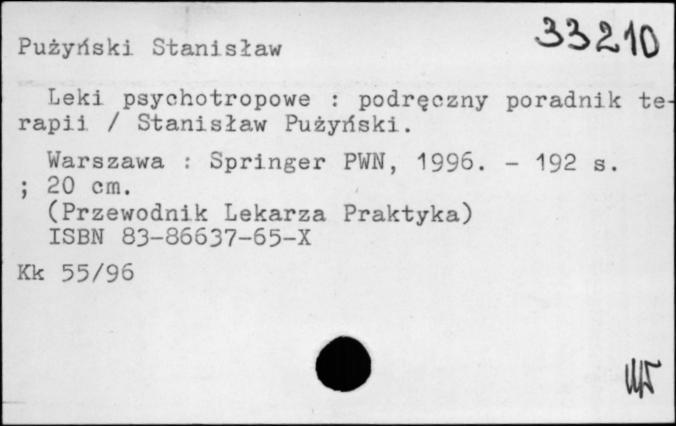 33210
Pużyński Stanisław
Leki psychotropowe : podręczny poradnik te-
rapii / Stanisław Pużyński.
Warszawa : Springer PWN, 1996. - 192 s.
; 20 cm.
(Przewodnik Lekarza Praktyka)
ISBN 83-86637-65-X
Kk 55/96